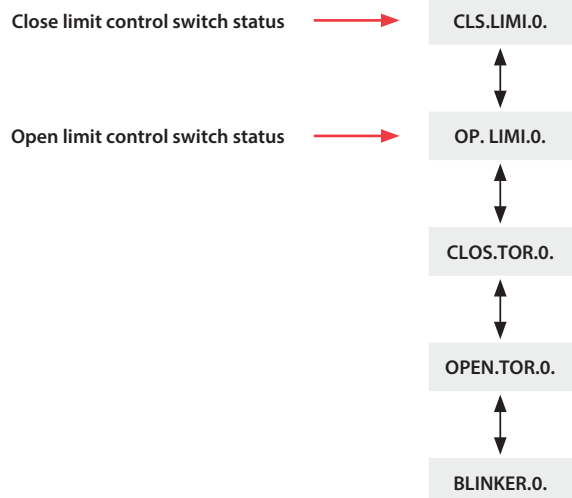 Close limit control switch status CLS.LIMI.0.
Open limit control switch status OP. LIMI.0.
CLOS.TOR.0.
OPEN.TOR.0.
BLINKER.0.